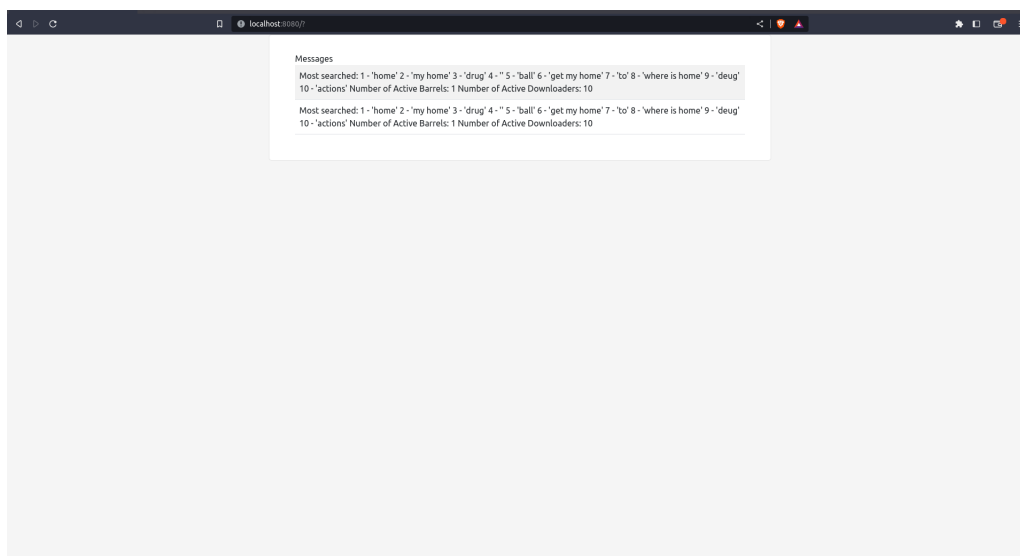 localhost:8080/?
Messages
Most searched: 1 - 'home' 2 - 'my home' 3 - 'drug' 4 - '' 5 - 'ball' 6 - 'get my home' 7 - 'to' 8 - 'where is home' 9 - 'deug'
10 - 'actions' Number of Active Barrels: 1 Number of Active Downloaders: 10
Most searched: 1 - 'home' 2 - 'my home' 3 - 'drug' 4 - '' 5 - 'ball' 6 - 'get my home' 7 - 'to' 8 - 'where is home' 9 - 'deug'
10 - 'actions' Number of Active Barrels: 1 Number of Active Downloaders: 10